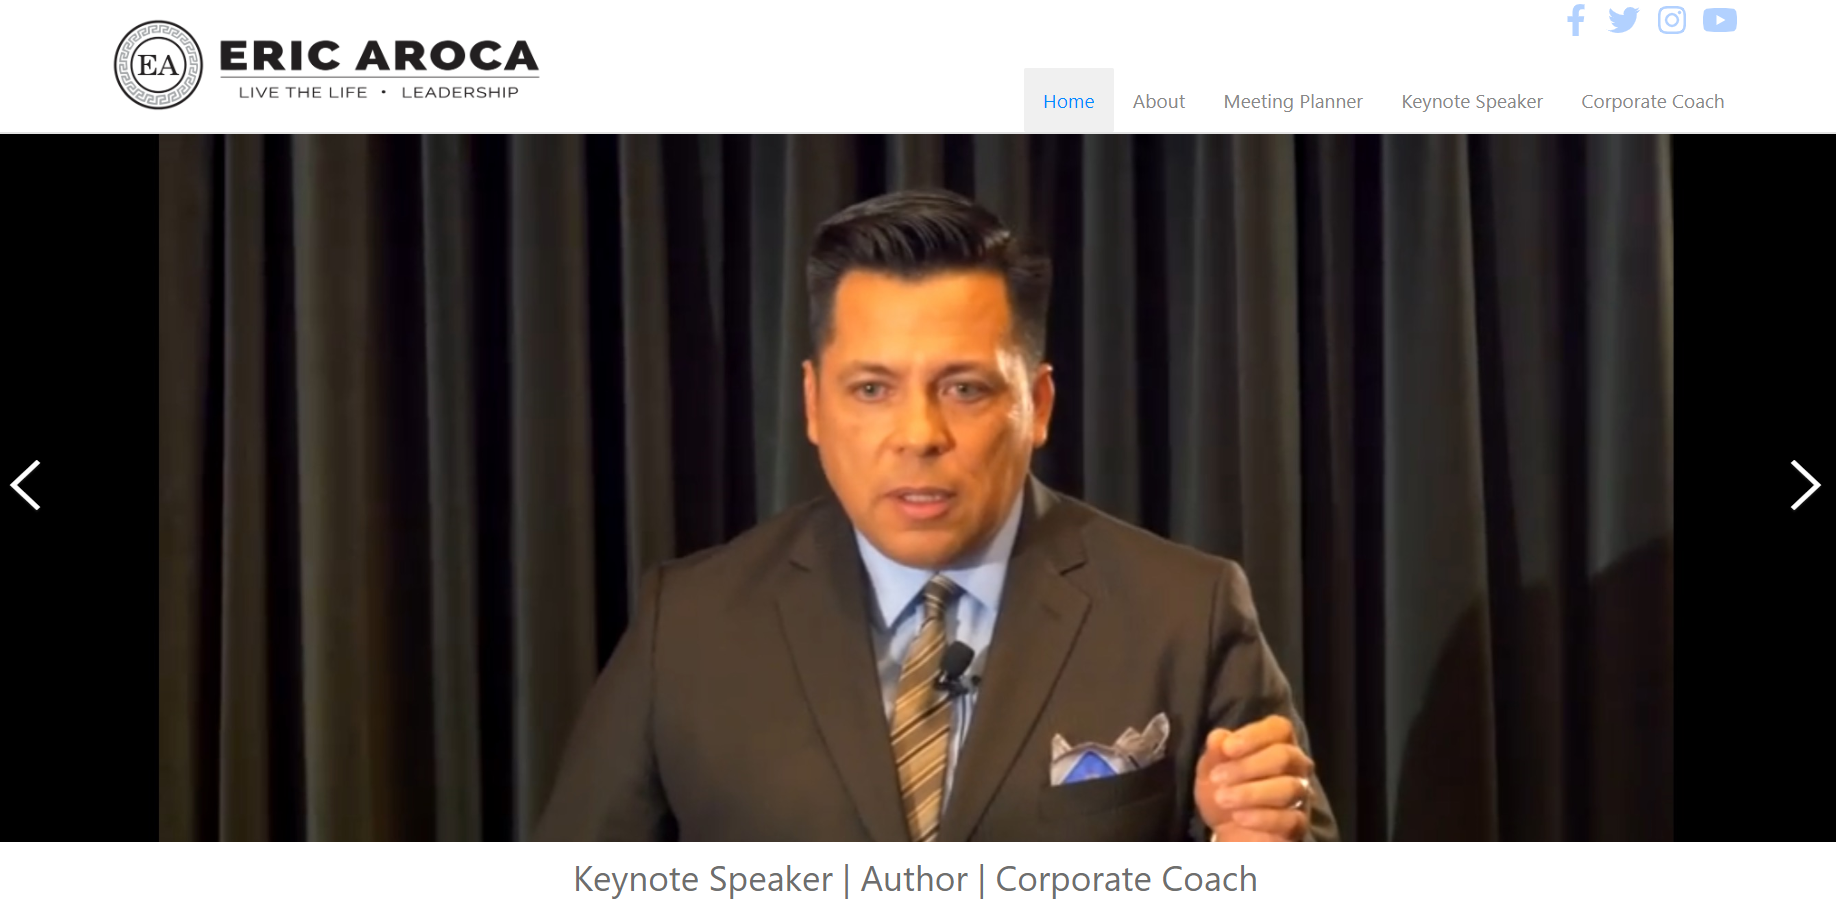 EA
ERIC AROCA
LIVE THE LIFE • LEADERSHIP
Home About Meeting Planner Keynote Speaker Corporate Coach
Keynote Speaker | Author | Corporate Coach